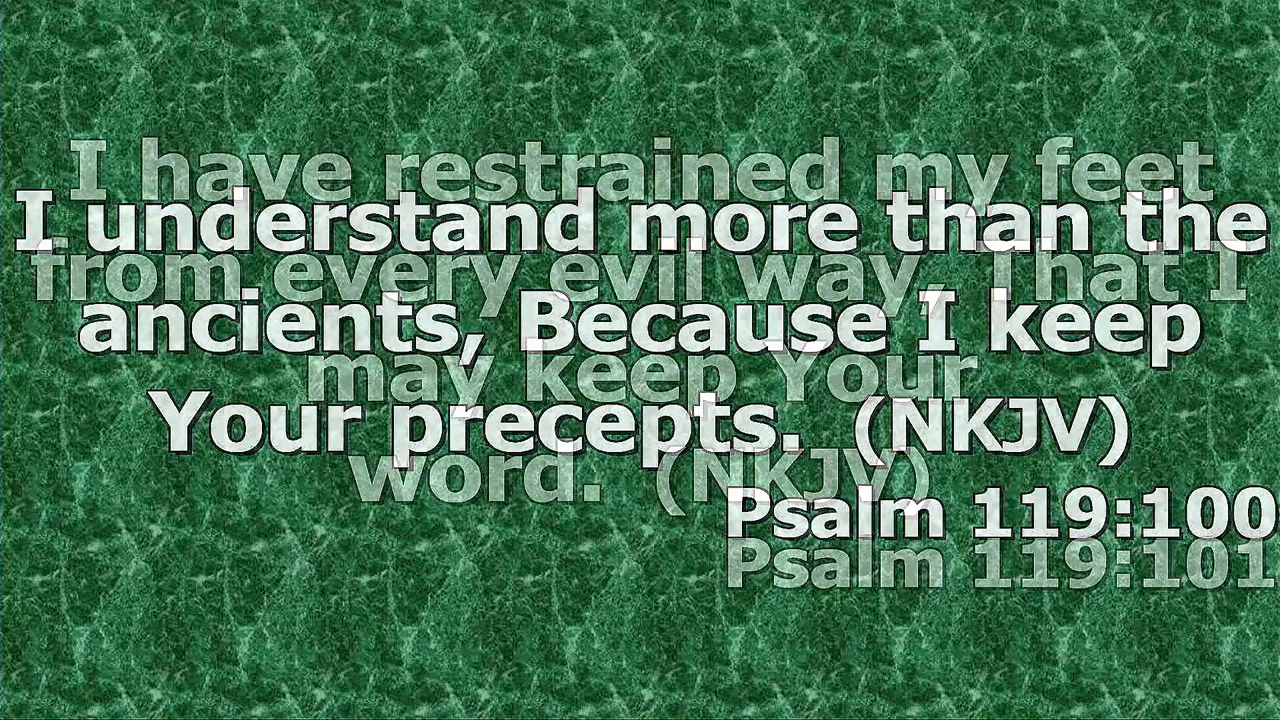 I understand more than the
ancients, Because I keep
Your precepts. (NKJV)
Psalm 119:100
I have restrained my feet
from every evil way, That I
may keep Your
word. (NKJV)
Psalm 119:101